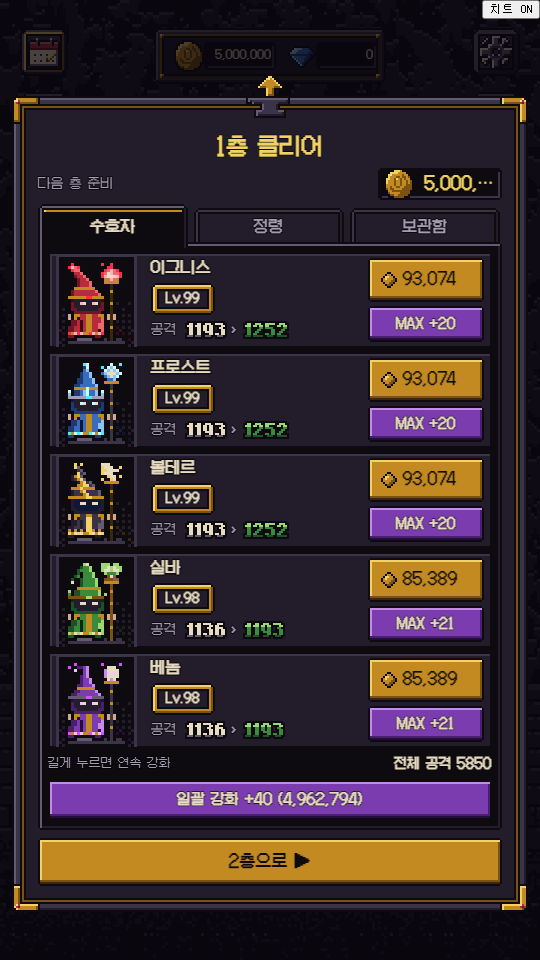 치트 ON
5,000,000
0
1층 클리어
다음 층 준비
5,000,...
수호자
정령
보관함
이그니스
Lv.99
공격 1193 › 1252
93,074
MAX +20
프로스트
Lv.99
공격 1193 › 1252
93,074
MAX +20
볼테르
Lv.99
공격 1193 › 1252
93,074
MAX +20
실바
Lv.98
공격 1136 › 1193
85,389
MAX +21
베놈
Lv.98
공격 1136 › 1193
85,389
MAX +21
길게 누르면 연속 강화
전체 공격 5850
일괄 강화 +40 (4,962,794)
2층으로 ▶